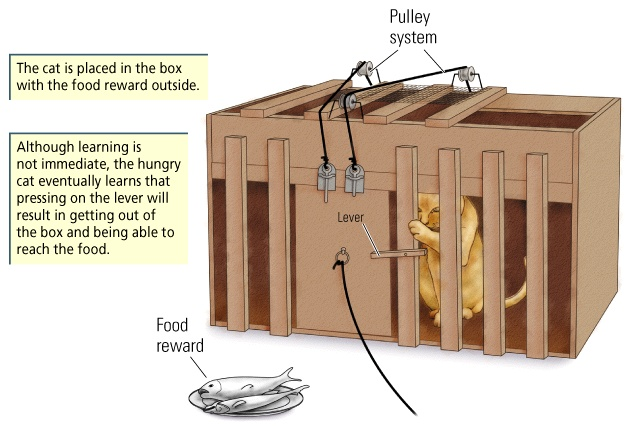 Pulley
system
The cat is placed in the box
with the food reward outside.
Although learning is
not immediate, the hungry
cat eventually learns that
pressing on the lever will
result in getting out of
the box and being able to
reach the food.
Lever
Food
reward